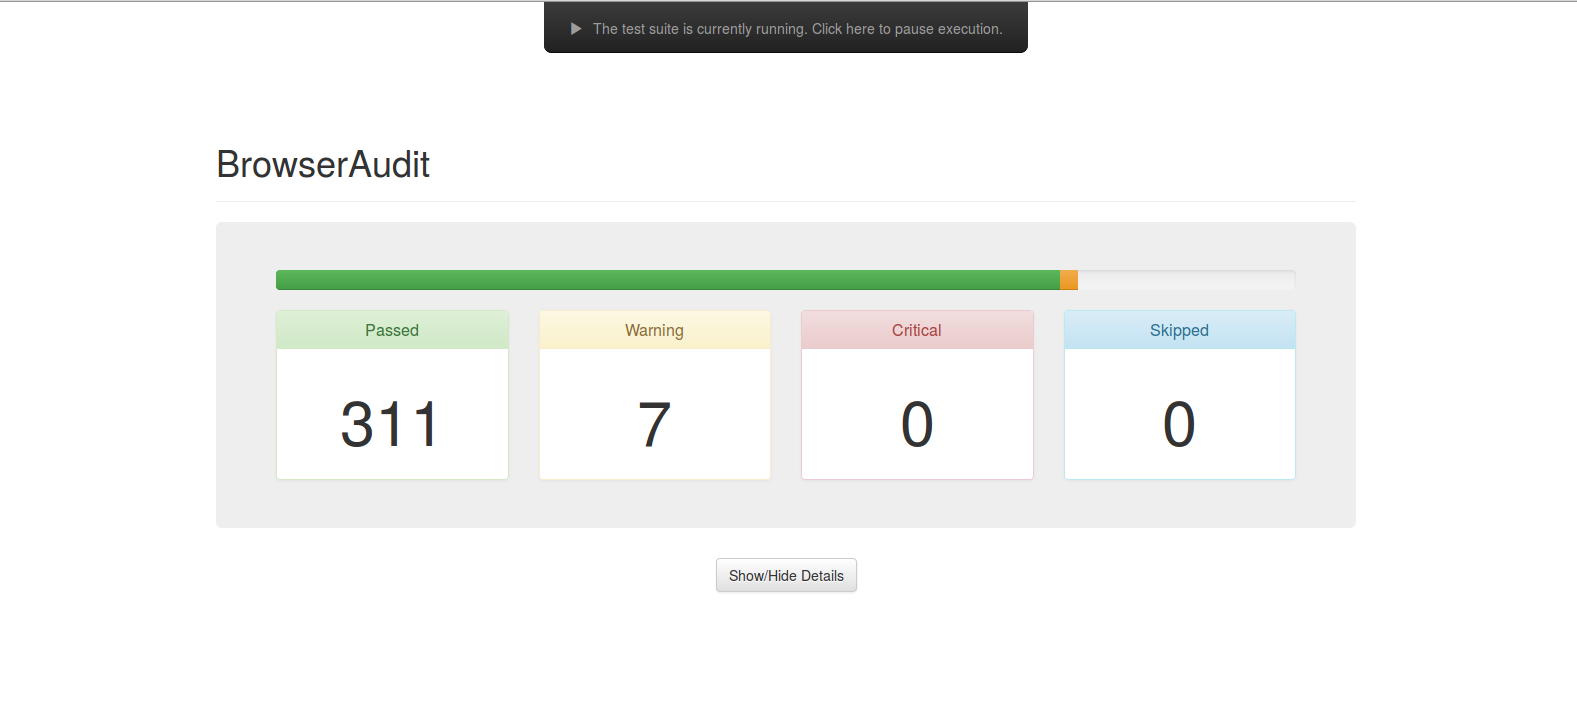 The test suite is currently running. Click here to pause execution.
BrowserAudit
Passed
Warning
Critical
Skipped
311
7
0
0
Show/Hide Details